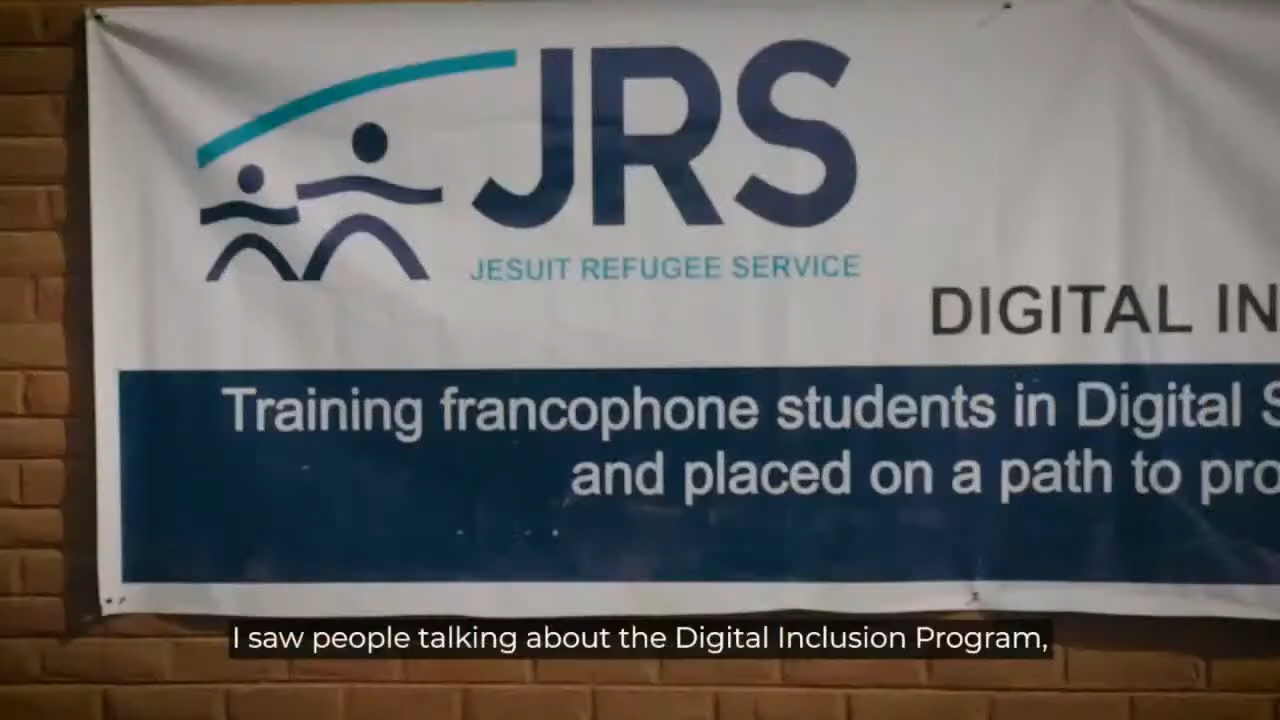 JRS
JESUIT REFUGEE SERVICE
DIGITAL IN
Training francophone students in Digital S
and placed on a path to pro
I saw people talking about the Digital Inclusion Program,